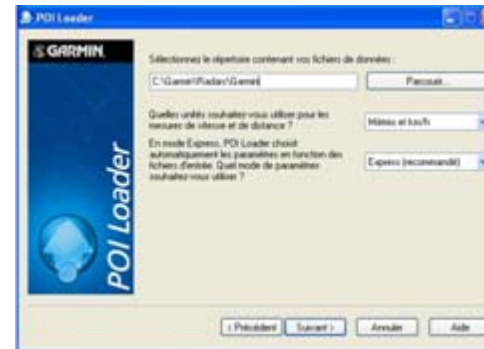 POI Loader
GARMIN
POI Loader
Sélectionnez le répertoire contenant vos fichiers de données :
Parcourir...
Quelles unités souhaitez-vous utiliser pour les
mesures de vitesse et de distance ?
Mètres et km/h
En mode Express, POI Loader choisit
automatiquement les paramètres en fonction des
fichiers d'entrée. Quel mode de paramètres
souhaitez-vous utiliser ?
Express (recommandé)
< Précédent
Suivant >
Annuler
Aide